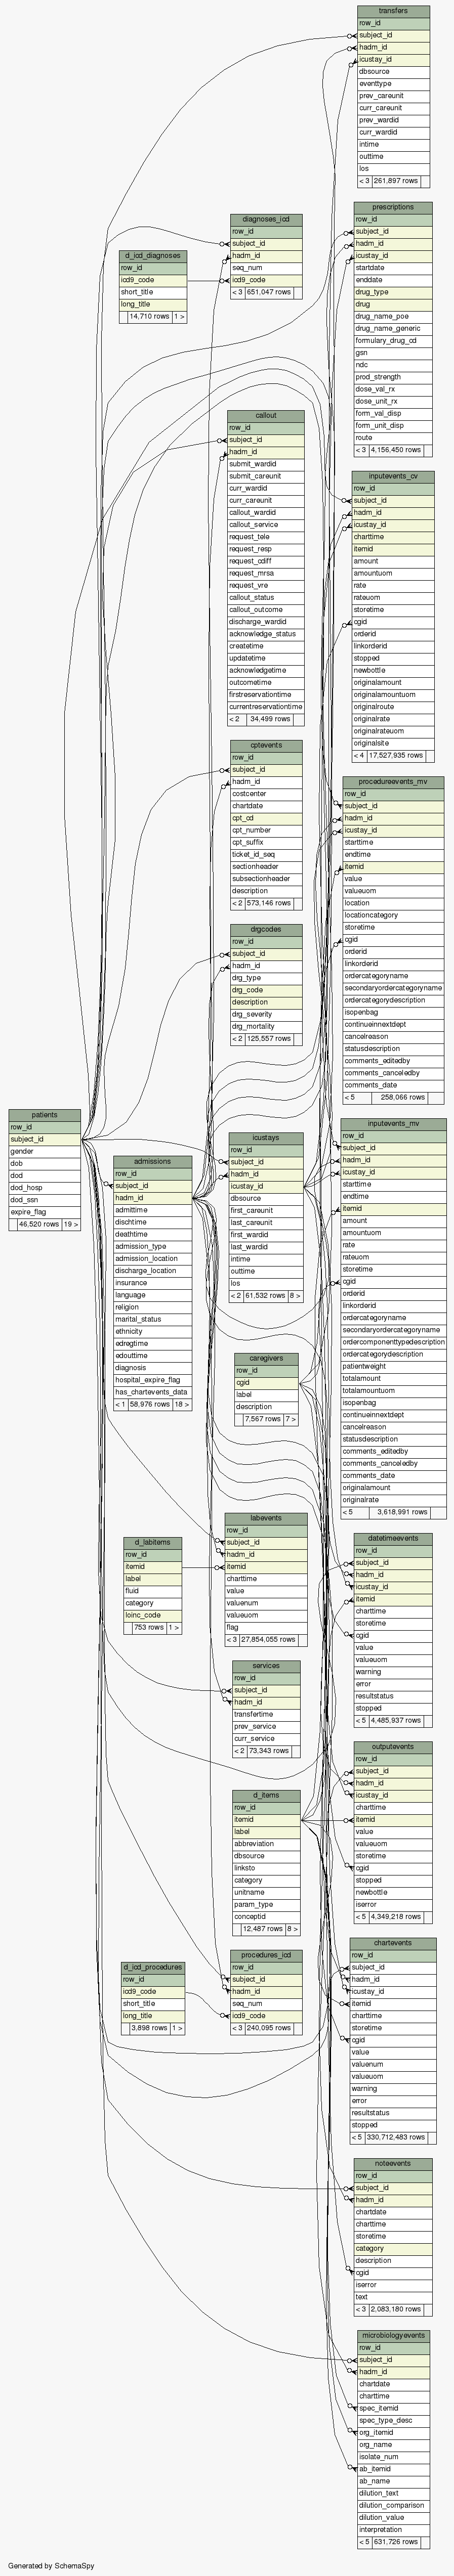 transfers
row_id
subject_id
hadm_id
icustay_id
dbsource
eventtype
prev_careunit
curr_careunit
prev_wardid
curr_wardid
intime
outtime
los
< 3 261,897 rows
prescriptions
row_id
subject_id
hadm_id
icustay_id
startdate
enddate
drug_type
drug
drug_name_poe
drug_name_generic
formulary_drug_cd
gsn
ndc
prod_strength
dose_val_rx
dose_unit_rx
form_val_disp
form_unit_disp
route
< 3 4,156,450 rows
diagnoses_icd
row_id
subject_id
hadm_id
seq_num
icd9_code
< 3 651,047 rows
d_icd_diagnoses
row_id
icd9_code
short_title
long_title
14,710 rows 1 >
callout
row_id
subject_id
hadm_id
submit_wardid
submit_careunit
curr_wardid
curr_careunit
callout_wardid
callout_service
request_tele
request_resp
request_cdiff
request_mrsa
request_vre
callout_status
callout_outcome
discharge_wardid
acknowledge_status
createtime
updatetime
acknowledgetime
outcometime
firstreservationtime
currentreservationtime
< 2 34,499 rows
inputevents_cv
row_id
subject_id
hadm_id
icustay_id
charttime
itemid
amount
amountuom
rate
rateuom
storetime
cgid
orderid
linkorderid
stopped
newbottle
originalamount
originalamountuom
originalroute
originalrate
originalrateuom
originalsite
< 4 17,527,935 rows
cptevents
row_id
subject_id
hadm_id
costcenter
chartdate
cpt_cd
cpt_number
cpt_suffix
ticket_id_seq
sectionheader
subsectionheader
description
< 2 573,146 rows
procedureevents_mv
row_id
subject_id
hadm_id
icustay_id
starttime
endtime
itemid
value
valueuom
location
locationcategory
storetime
cgid
orderid
linkorderid
ordercategoryname
secondaryordercategoryname
ordercategorydescription
isopenbag
continueinnextdept
cancelreason
statusdescription
comments_editedby
comments_canceledby
comments_date
< 5 258,066 rows
drgcodes
row_id
subject_id
hadm_id
drg_type
drg_code
description
drg_severity
drg_mortality
< 2 125,557 rows
patients
row_id
subject_id
gender
dob
dod
dod_hosp
dod_ssn
expire_flag
46,520 rows 19 >
admissions
row_id
subject_id
hadm_id
admittime
dischtime
deathtime
admission_type
admission_location
discharge_location
insurance
language
religion
marital_status
ethnicity
edregtime
edouttime
diagnosis
hospital_expire_flag
has_chartevents_data
< 1 58,976 rows 18 >
icustays
row_id
subject_id
hadm_id
icustay_id
dbsource
first_careunit
last_careunit
first_wardid
last_wardid
intime
outtime
los
< 2 61,532 rows 8 >
inputevents_mv
row_id
subject_id
hadm_id
icustay_id
starttime
endtime
itemid
amount
amountuom
rate
rateuom
storetime
cgid
orderid
linkorderid
ordercategoryname
secondaryordercategoryname
ordercomponenttypedescription
ordercategorydescription
patientweight
totalamount
totalamountuom
isopenbag
continueinnextdept
cancelreason
statusdescription
comments_editedby
comments_canceledby
comments_date
originalamount
originalrate
< 5 3,618,991 rows
caregivers
row_id
cgid
label
description
7,567 rows 7 >
labevents
row_id
subject_id
hadm_id
itemid
charttime
value
valuenum
valueuom
flag
< 3 27,854,055 rows
d_labitems
row_id
itemid
label
fluid
category
loinc_code
753 rows 1 >
datetimeevents
row_id
subject_id
hadm_id
icustay_id
itemid
charttime
storetime
cgid
value
valueuom
warning
error
resultstatus
stopped
< 5 4,485,937 rows
services
row_id
subject_id
hadm_id
transfertime
prev_service
curr_service
< 2 73,343 rows
outputevents
row_id
subject_id
hadm_id
icustay_id
charttime
itemid
value
valueuom
storetime
cgid
stopped
newbottle
iserror
< 5 4,349,218 rows
d_items
row_id
itemid
label
abbreviation
dbsource
linksto
category
unitname
param_type
conceptid
12,487 rows 8 >
chartevents
row_id
subject_id
hadm_id
icustay_id
itemid
charttime
storetime
cgid
value
valuenum
valueuom
warning
error
resultstatus
stopped
< 5 330,712,483 rows
procedures_icd
row_id
subject_id
hadm_id
seq_num
icd9_code
< 3 240,095 rows
d_icd_procedures
row_id
icd9_code
short_title
long_title
3,898 rows 1 >
noteevents
row_id
subject_id
hadm_id
chartdate
charttime
storetime
category
description
cgid
iserror
text
< 3 2,083,180 rows
microbiologyevents
row_id
subject_id
hadm_id
chartdate
charttime
spec_itemid
spec_type_desc
org_itemid
org_name
isolate_num
ab_itemid
ab_name
dilution_text
dilution_comparison
dilution_value
interpretation
< 5 631,726 rows
Generated by SchemaSpy